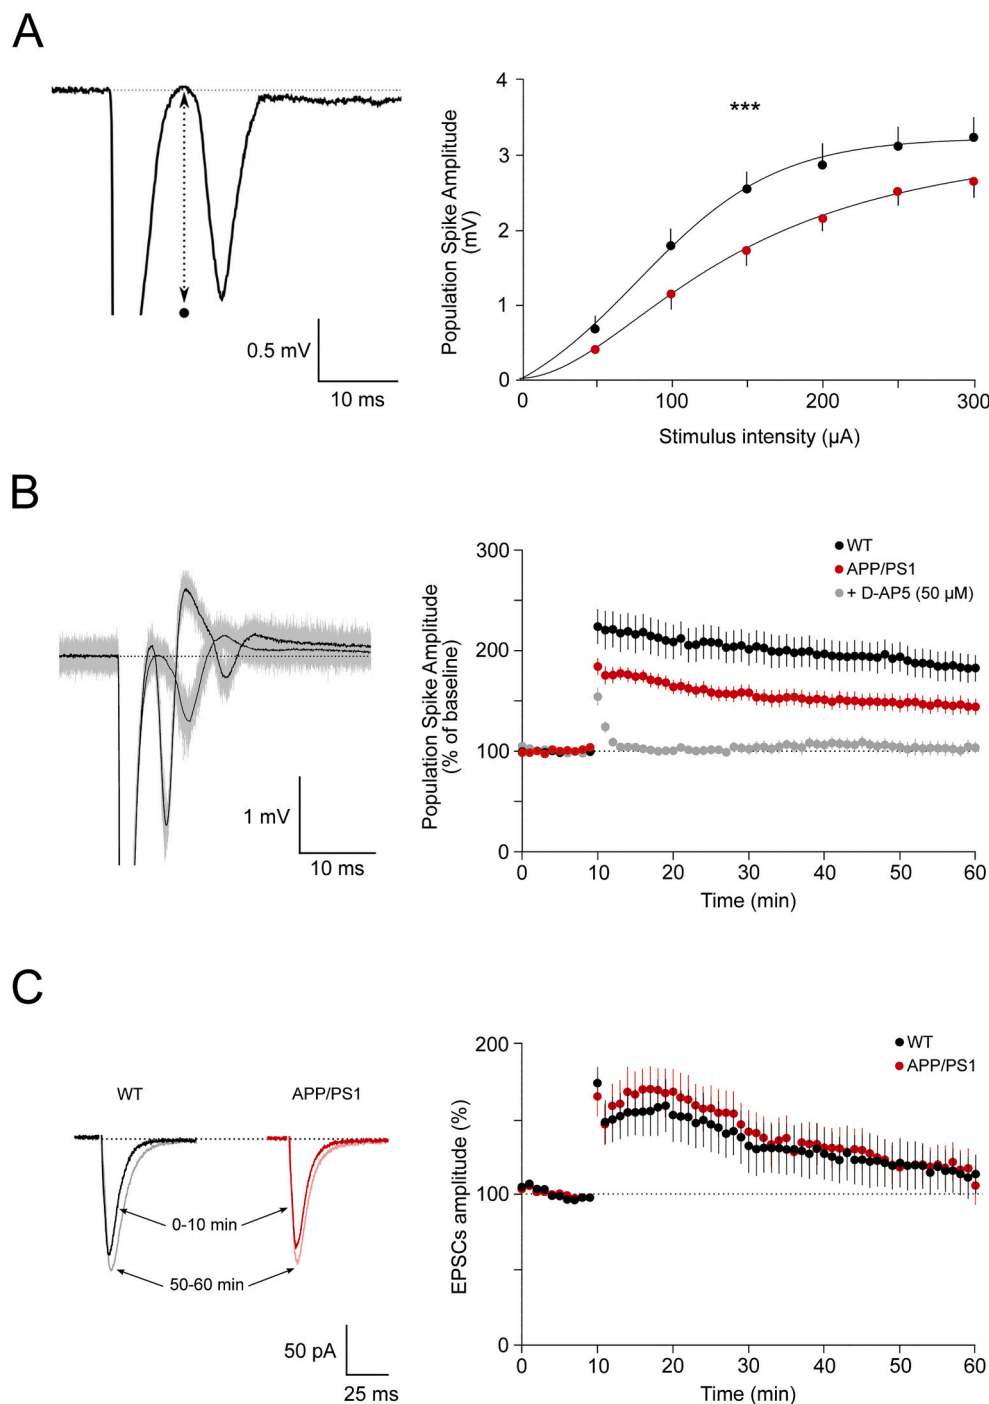 A
0.5 mV
10 ms
Population Spike Amplitude
(mV)
4
3
2
1
0
***
0
100
200
300
Stimulus intensity (µA)
B
1 mV
10 ms
Population Spike Amplitude
(% of baseline)
300
200
100
0
WT
APP/PS1
+ D-AP5 (50 µM)
0
10
20
30
40
50
60
Time (min)
C
WT
APP/PS1
0-10 min
50-60 min
50 pA
25 ms
EPSCs amplitude (%)
200
100
0
WT
APP/PS1
0
10
20
30
40
50
60
Time (min)